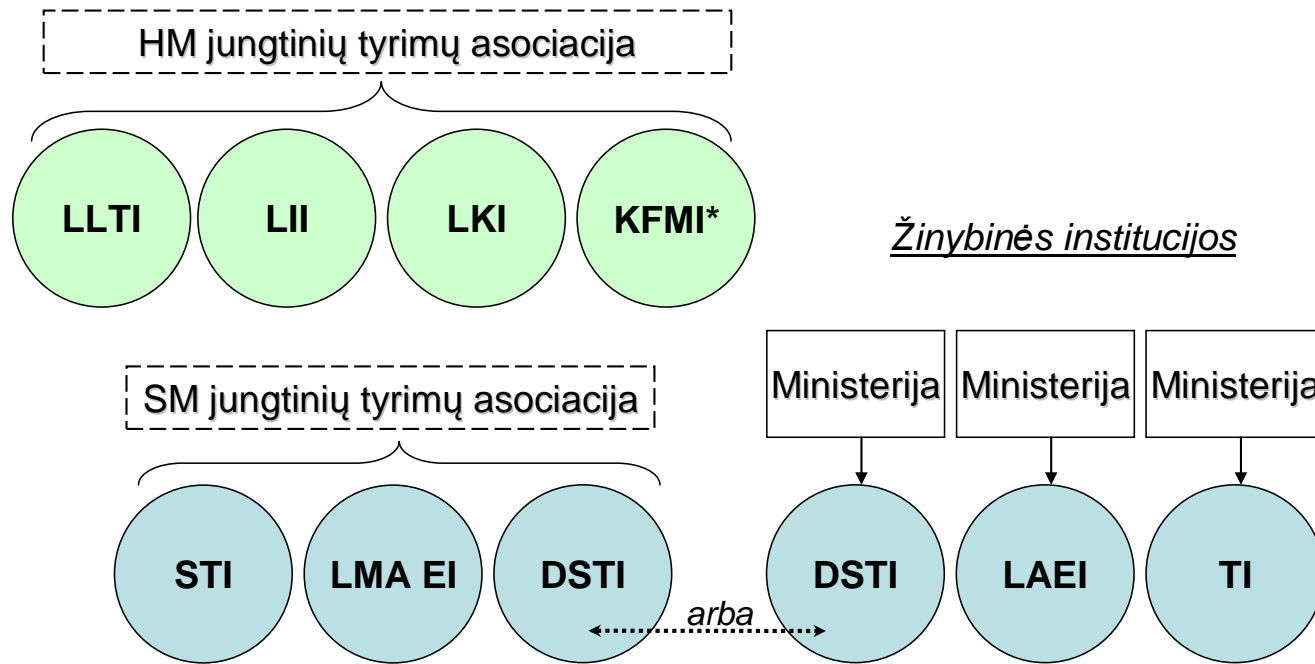 HM jungtinių tyrimų asociacija
LLTI LII LKI KFMI*
Žinybinės institucijos
SM jungtinių tyrimų asociacija
Ministerija Ministerija Ministerija
STI LMA EI DSTI DSTI LAEI TI
arba